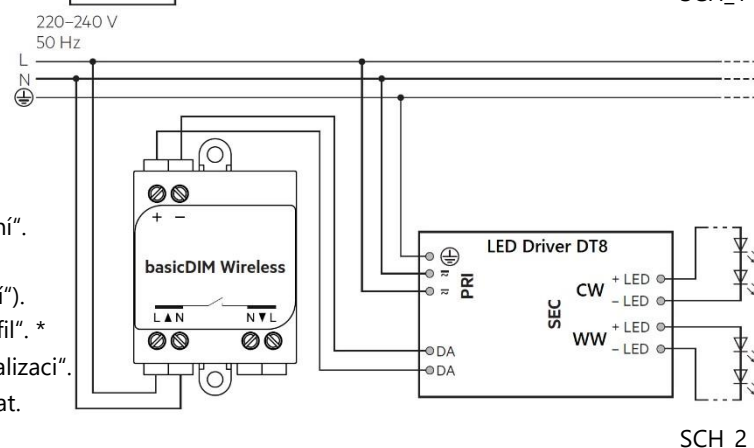 220–240 V
50 Hz
L
N
+ −
basicDIM Wireless
L ▲ N N ▼ L
LED Driver DT8
PRI
SEC
CW
+ LED
− LED
WW
+ LED
− LED
DA
DA
ní“.
í“).
fil“. *
alizaci“.
at.
SCH_2